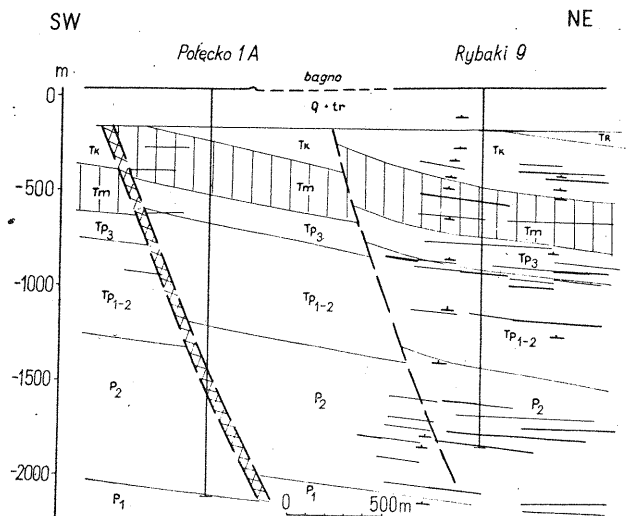 SW NE
Połęcko 1A Rybaki 9
m
bagno
0
Q + tr
TK TK TK TR
-500
Tm Tm Tm
Tp3 Tp3 Tp3
-1000
Tp1-2 Tp1-2 Tp1-2
-1500
P2 P2 P2
-2000
P1 P1
0 500m